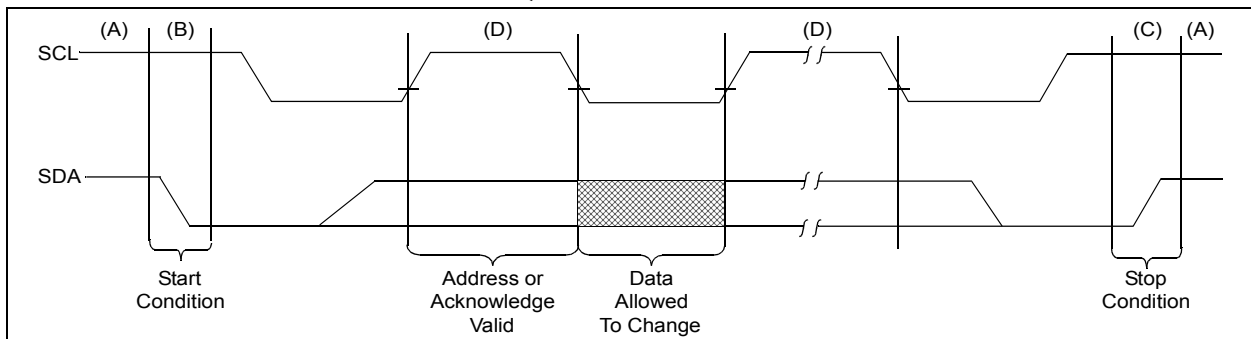 (A) (B) (D) (D) (C) (A)
SCL
SDA
Start
Condition
Address or
Acknowledge
Valid
Data
Allowed
To Change
Stop
Condition